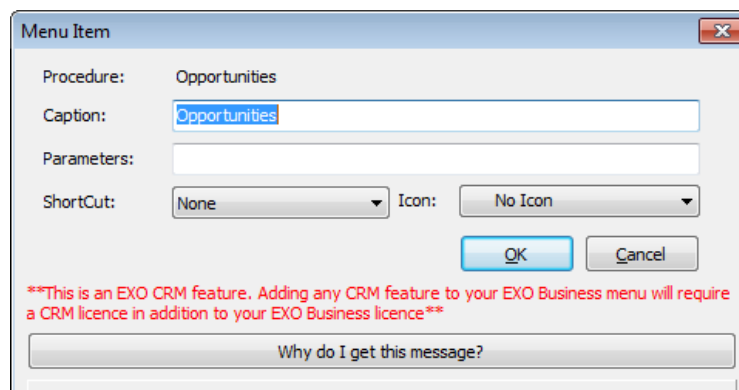 Menu Item
Procedure: Opportunities
Caption: Opportunities
Parameters:
ShortCut: None Icon: No Icon
OK Cancel
**This is an EXO CRM feature. Adding any CRM feature to your EXO Business menu will require
a CRM licence in addition to your EXO Business licence**
Why do I get this message?